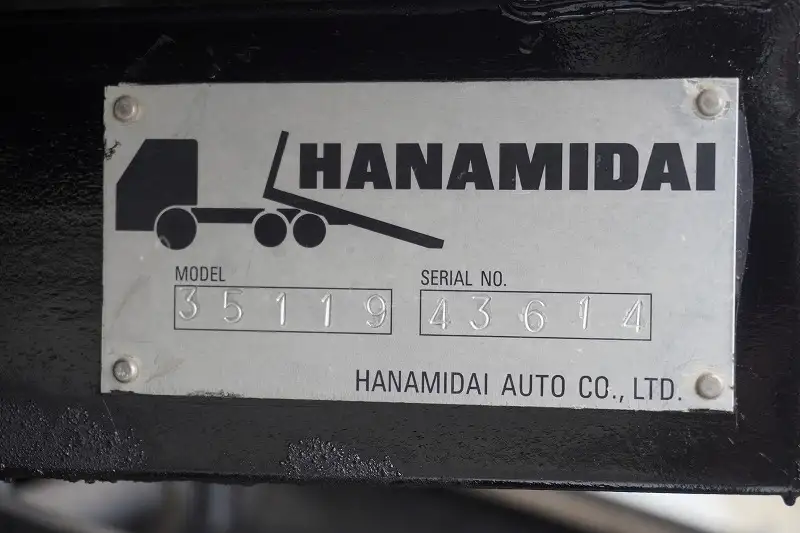 HANAMIDAI
MODEL SERIAL NO.
35119 43614
HANAMIDAI AUTO CO., LTD.